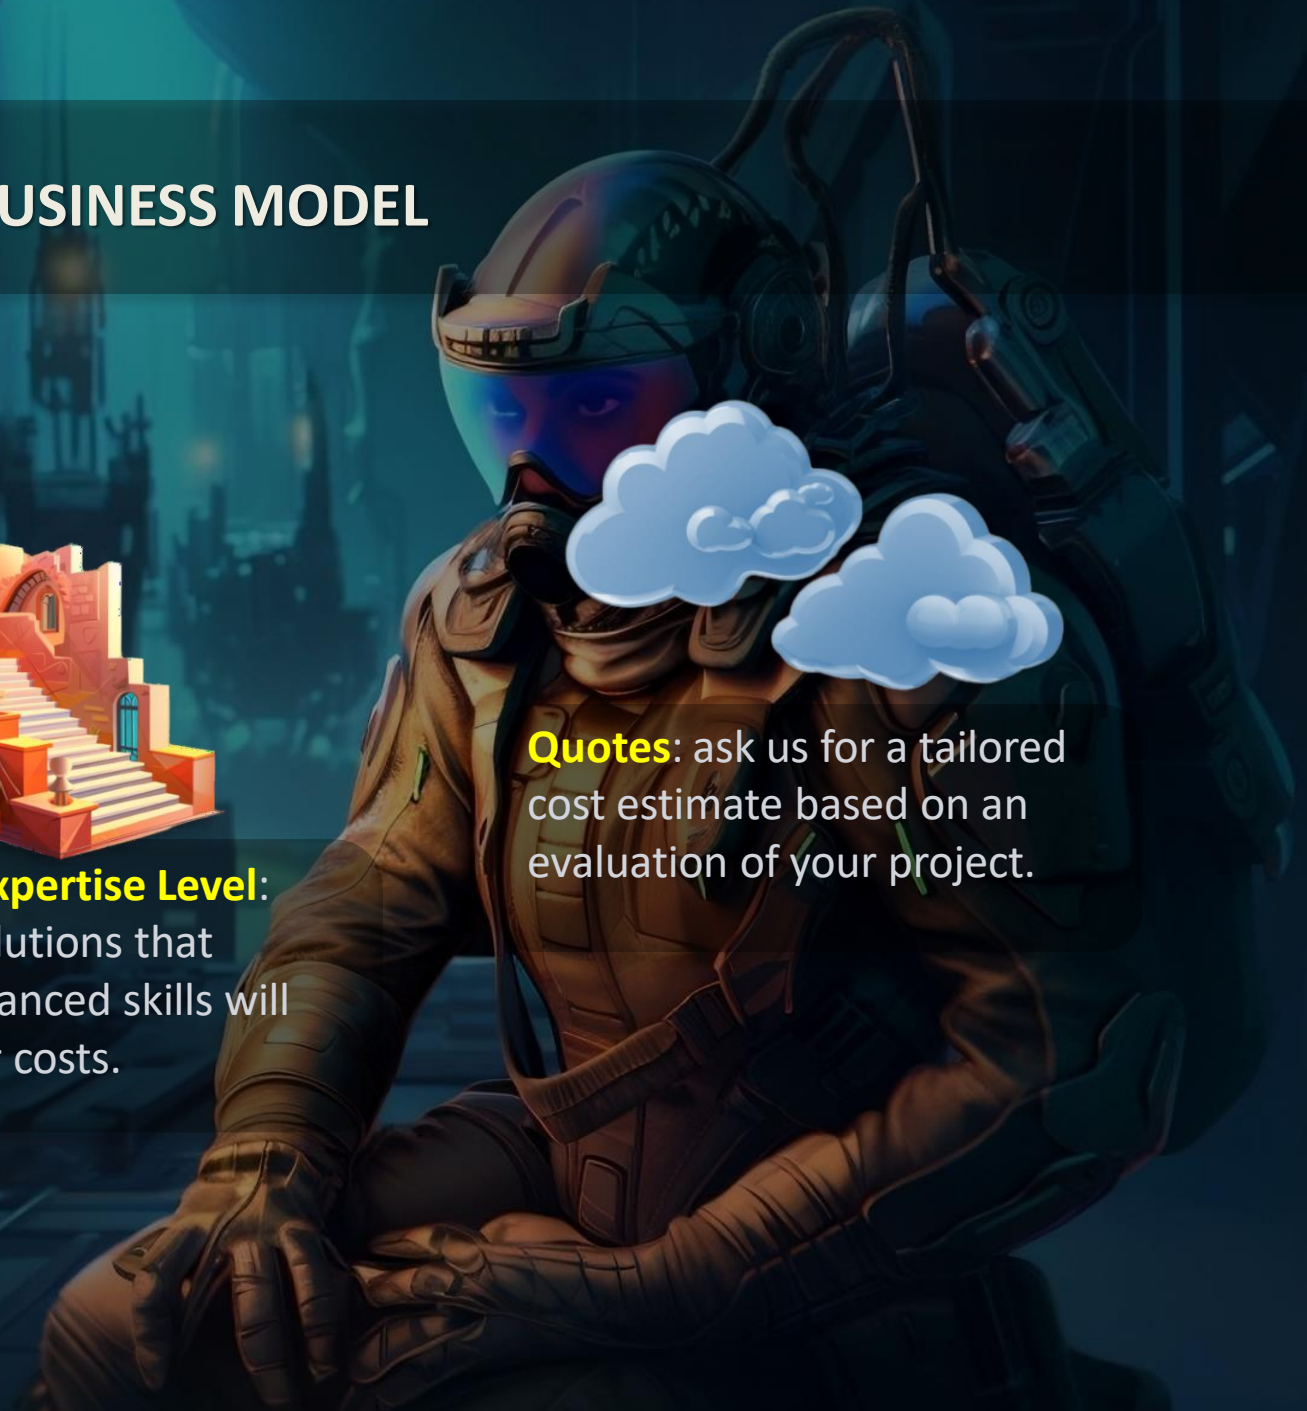 USINESS MODEL
Quotes: ask us for a tailored
cost estimate based on an
evaluation of your project.
xpertise Level:
lutions that
anced skills will
r costs.